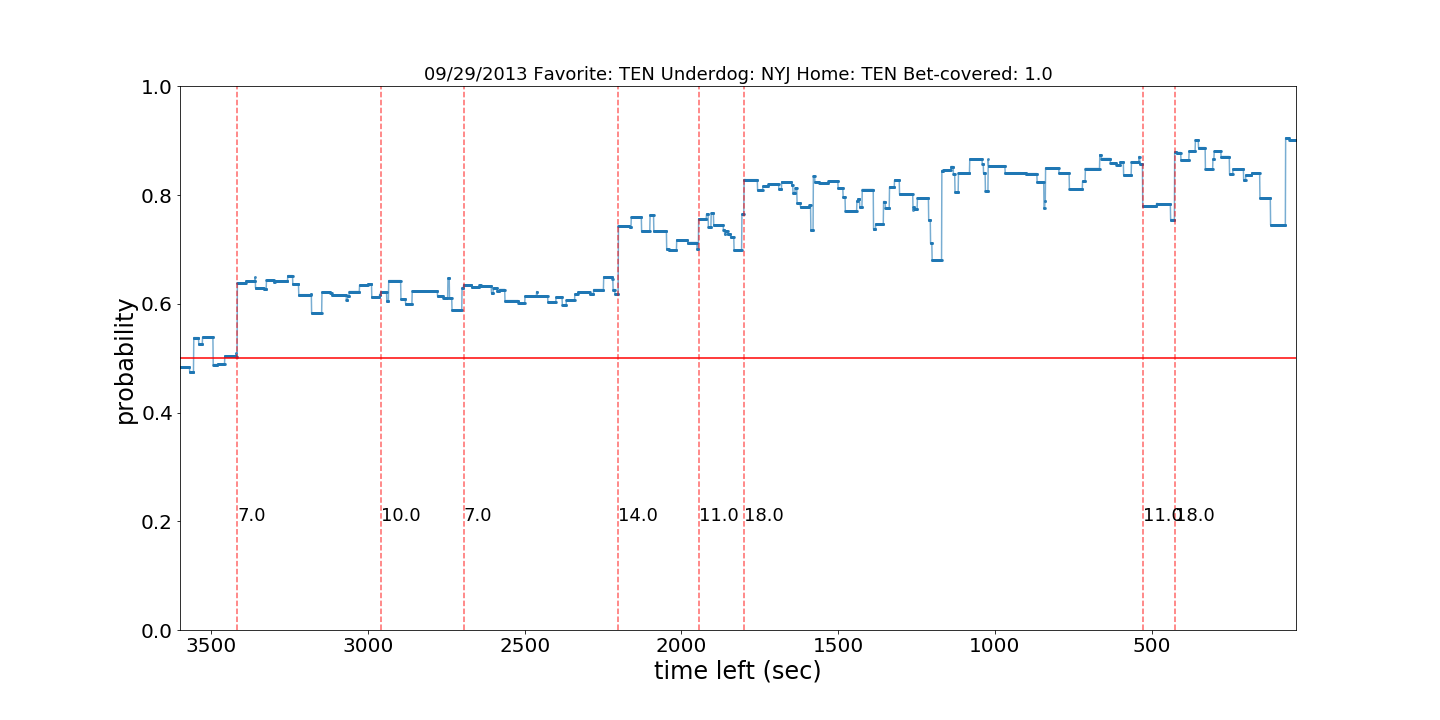 09/29/2013 Favorite: TEN Underdog: NYJ Home: TEN Bet-covered: 1.0
1.0
0.8
0.6
0.4
0.2
0.0
probability
7.0 10.0 7.0 14.0 11.0 18.0 11.0 18.0
3500 3000 2500 2000 1500 1000 500
time left (sec)